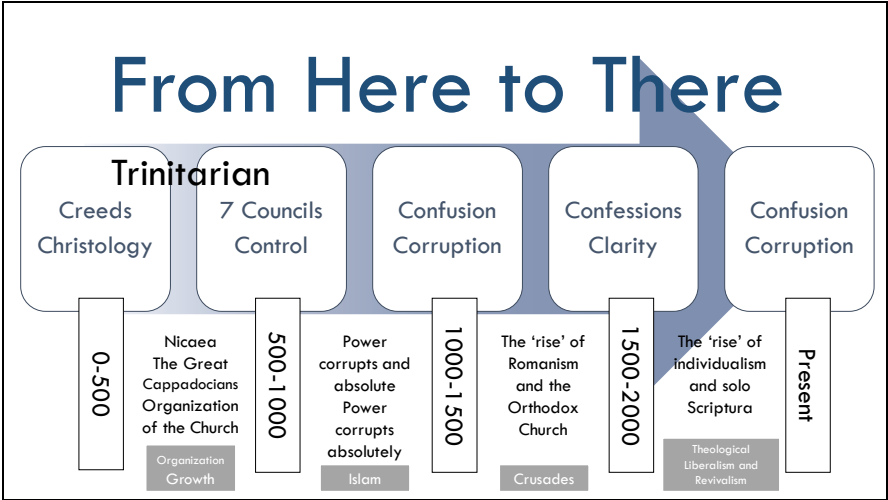 From Here to There
Trinitarian
Creeds
Christology
7 Councils
Control
Confusion
Corruption
Confessions
Clarity
Confusion
Corruption
0-500
Nicaea
The Great
Cappadocians
Organization
of the Church
Organization
Growth
500-1000
Power
corrupts and
absolute
Power
corrupts
absolutely
Islam
1000-1500
The ‘rise’ of
Romanism
and the
Orthodox
Church
Crusades
1500-2000
The ‘rise’ of
individualism
and solo
Scriptura
Theological
Liberalism and
Revivalism
Present